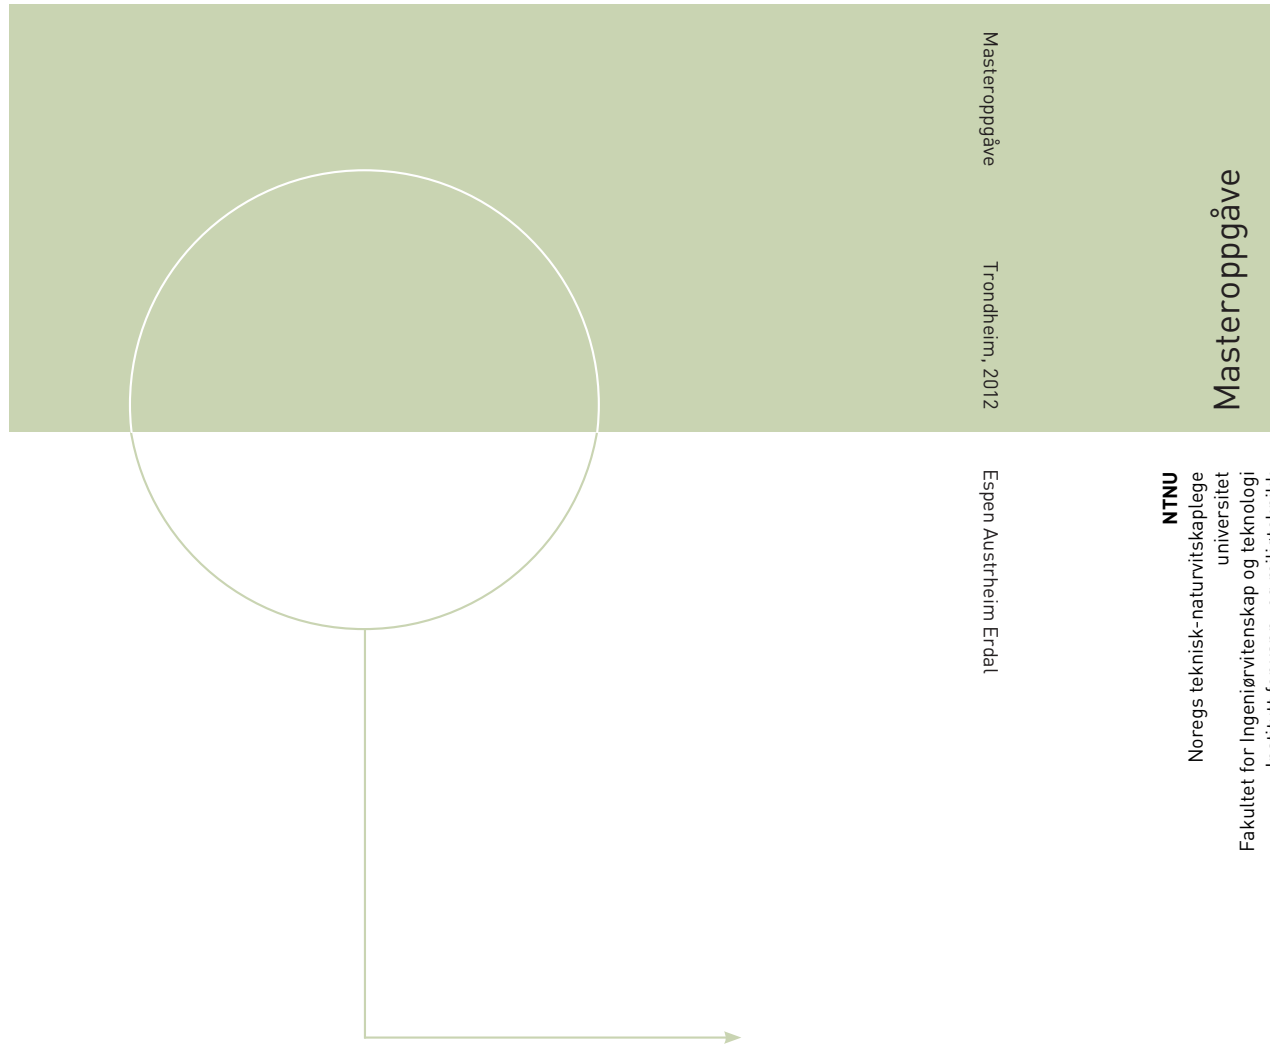 Masteroppgåve
Trondheim, 2012
Espen Austrheim Erdal
Masteroppgåve
NTNU
Noregs teknisk-naturvitskaplege
universitet
Fakultet for Ingeniørvitenskap og teknologi